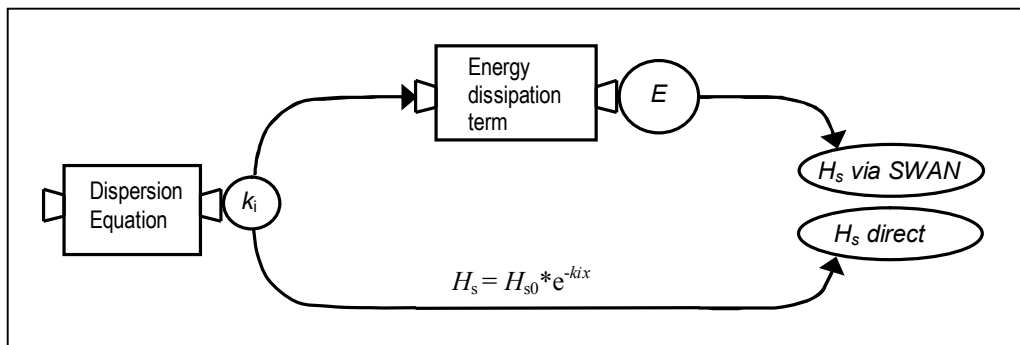 Energy
dissipation
term
E
Dispersion
Equation
ki
Hs via SWAN
Hs direct
Hs = Hs0*e-kix